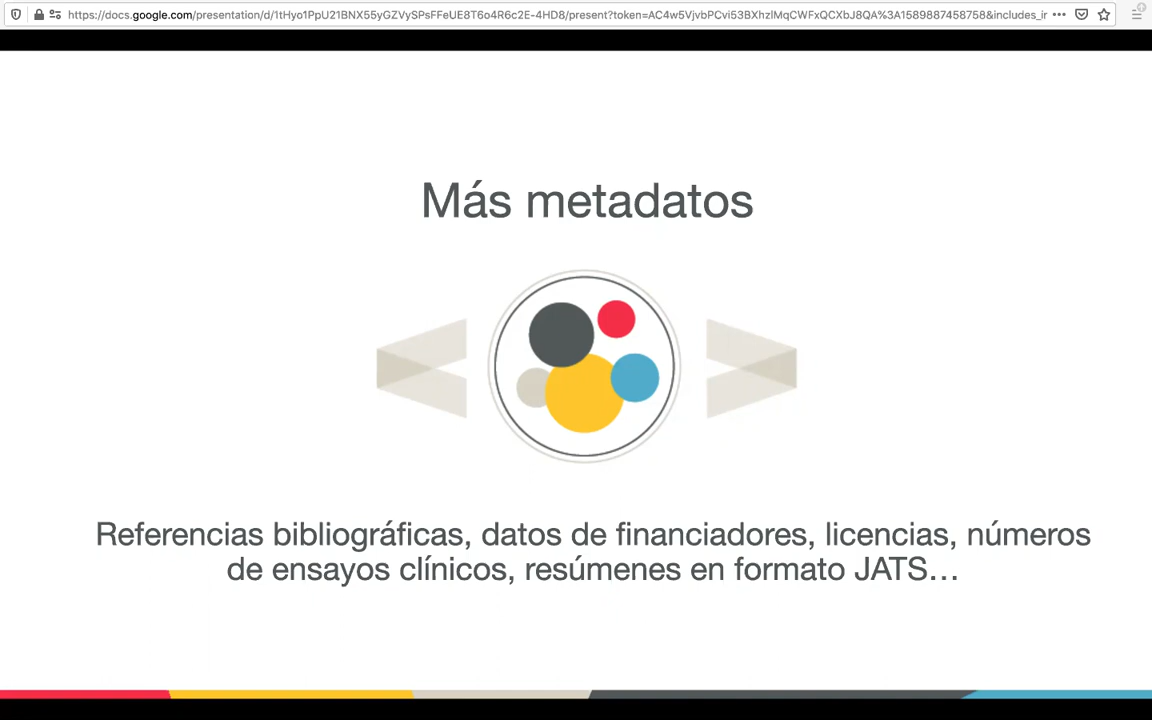 https://docs.google.com/presentation/d/1tHyo1PpU21BNX55yGZVySPsFFeUE8T6o4R6c2E-4HD8/present?token=AC4w5VjvbPCvi53BXhzlMqCWFxQCXbJ8QA%3A1589887458758&includes_ir
Más metadatos
Referencias bibliográficas, datos de financiadores, licencias, números
de ensayos clínicos, resúmenes en formato JATS…